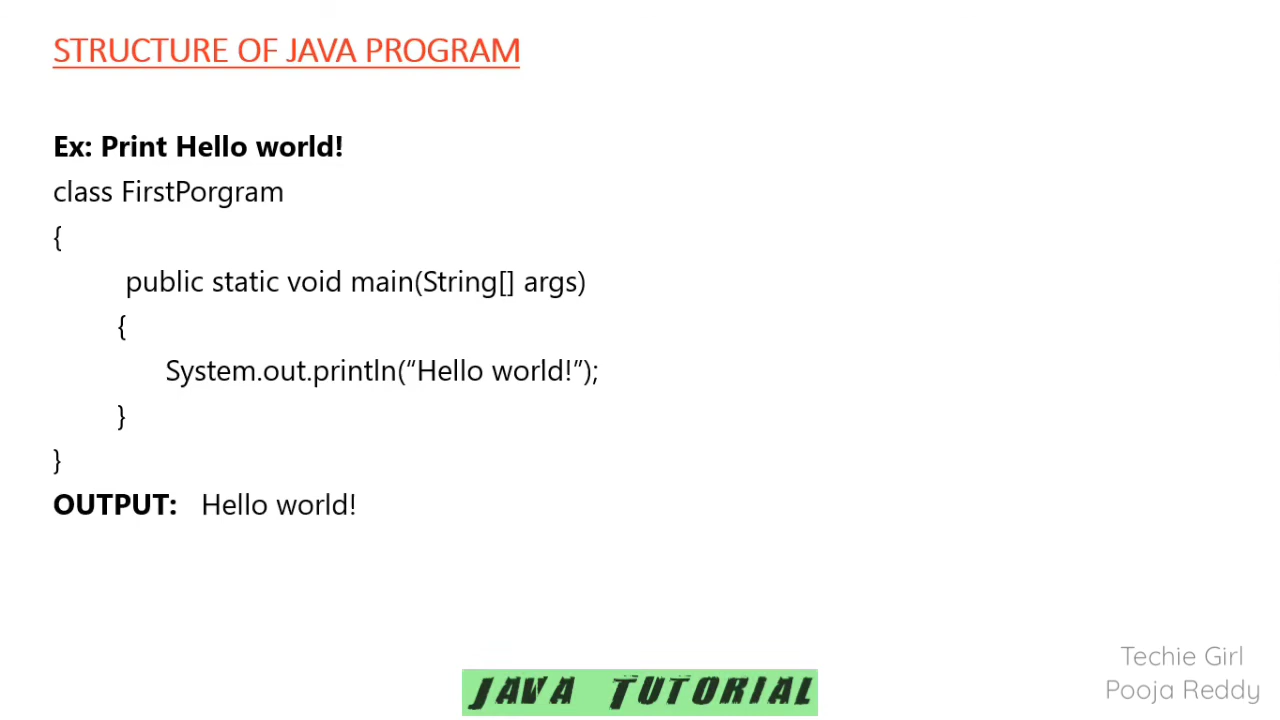 STRUCTURE OF JAVA PROGRAM
Ex: Print Hello world!
class FirstPorgram
{
public static void main(String[] args)
{
System.out.println(“Hello world!”);
}
}
OUTPUT: Hello world!
Techie Girl
Pooja Reddy
JAVA TUTORIAL